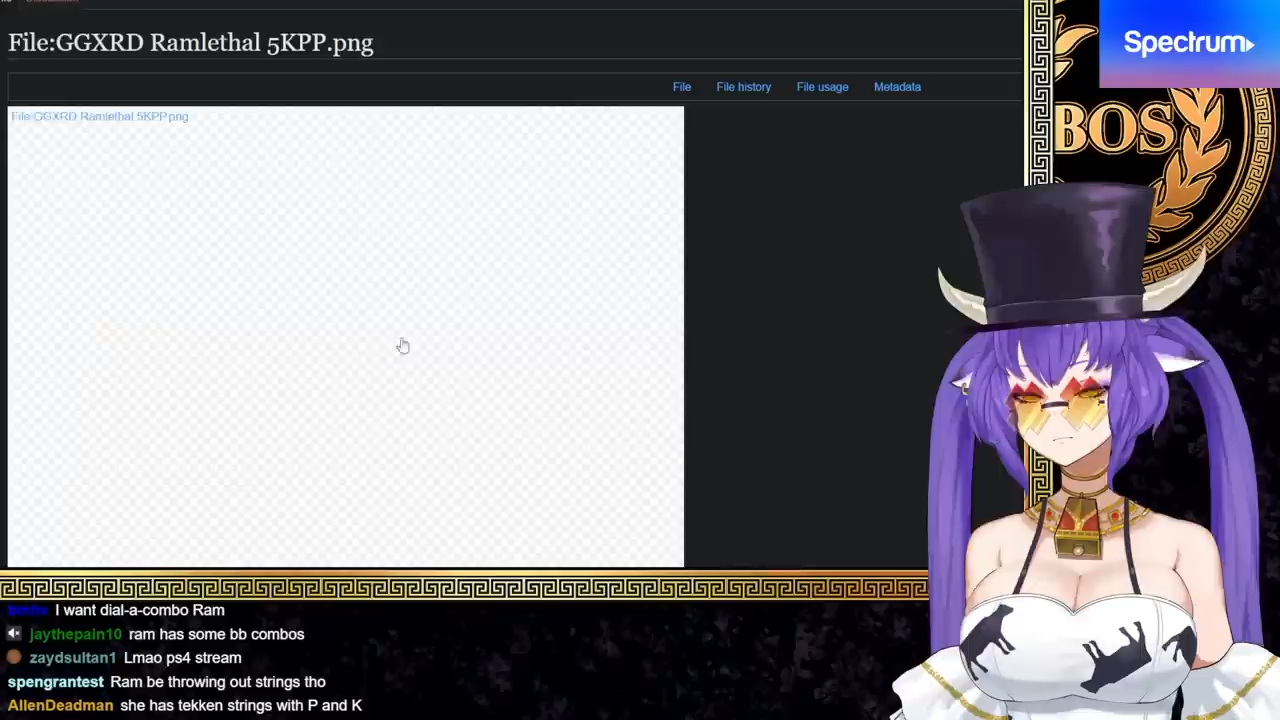 File:GGXRD Ramlethal 5KPP.png
File
File history
File usage
Metadata
File:GGXRD Ramlethal 5KPP.png
Spectrum
BOS
I want dial-a-combo Ram
jaythepain10 ram has some bb combos
zaydsultan1 Lmao ps4 stream
spengrantest Ram be throwing out strings tho
AllenDeadman she has tekken strings with P and K